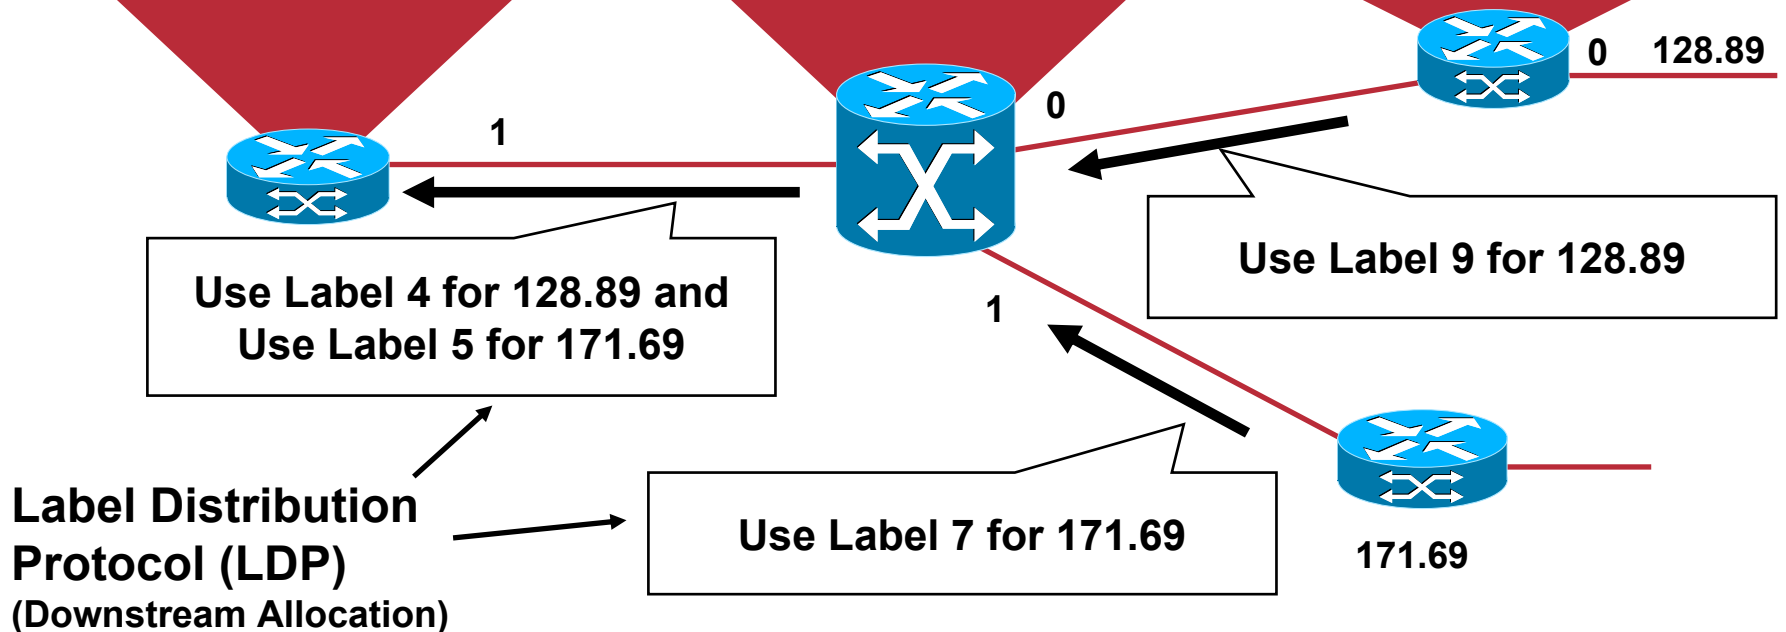 0 128.89
0
1
Use Label 9 for 128.89
Use Label 4 for 128.89 and
Use Label 5 for 171.69
1
Label Distribution
Protocol (LDP)
(Downstream Allocation)
Use Label 7 for 171.69
171.69